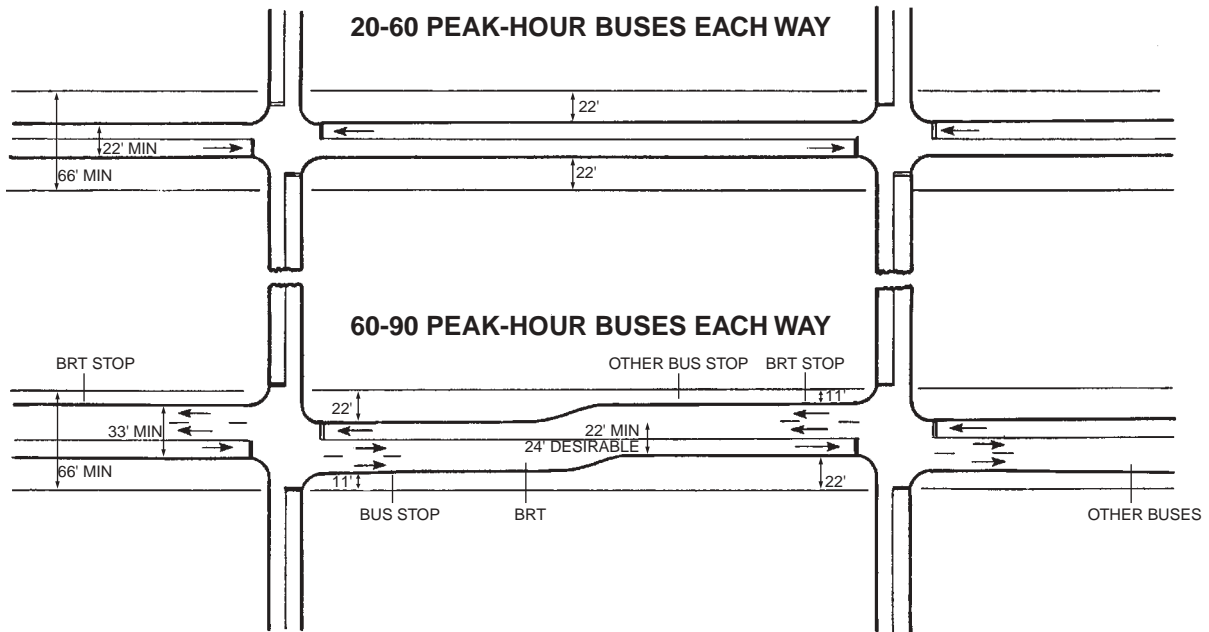 20-60 PEAK-HOUR BUSES EACH WAY
22'
22' MIN
66' MIN
22'
60-90 PEAK-HOUR BUSES EACH WAY
BRT STOP
OTHER BUS STOP
BRT STOP
11'
22'
33' MIN
22' MIN
24' DESIRABLE
66' MIN
11'
22'
BUS STOP
BRT
OTHER BUSES